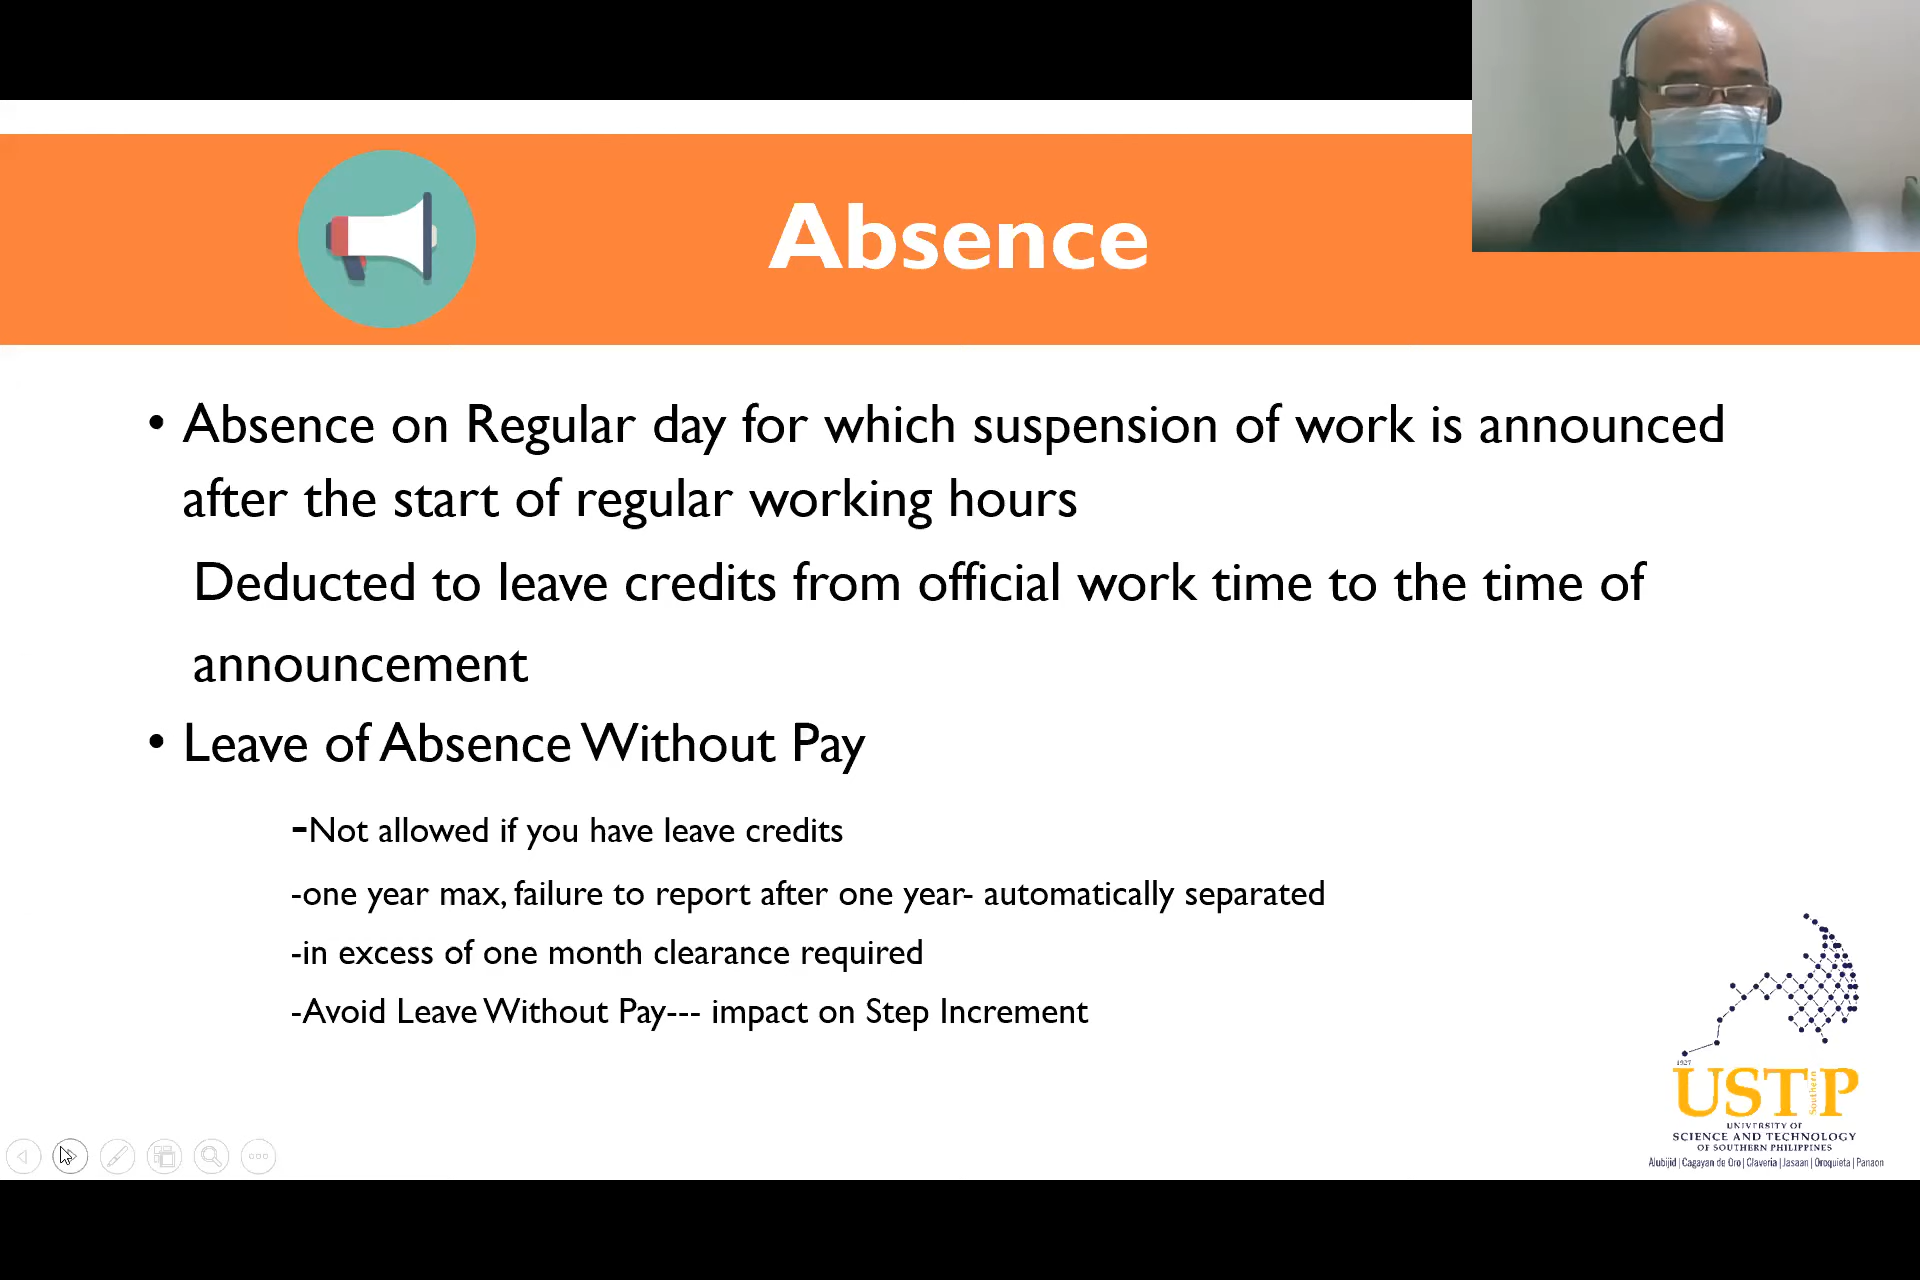 Absence
• Absence on Regular day for which suspension of work is announced
after the start of regular working hours
Deducted to leave credits from official work time to the time of
announcement
• Leave of Absence Without Pay
-Not allowed if you have leave credits
-one year max, failure to report after one year- automatically separated
-in excess of one month clearance required
-Avoid Leave Without Pay--- impact on Step Increment
1927
USTP
Southern
UNIVERSITY OF
SCIENCE AND TECHNOLOGY
OF SOUTHERN PHILIPPINES
Alubijid | Cagayan de Oro | Claveria | Jasaan | Oroquieta | Panaon